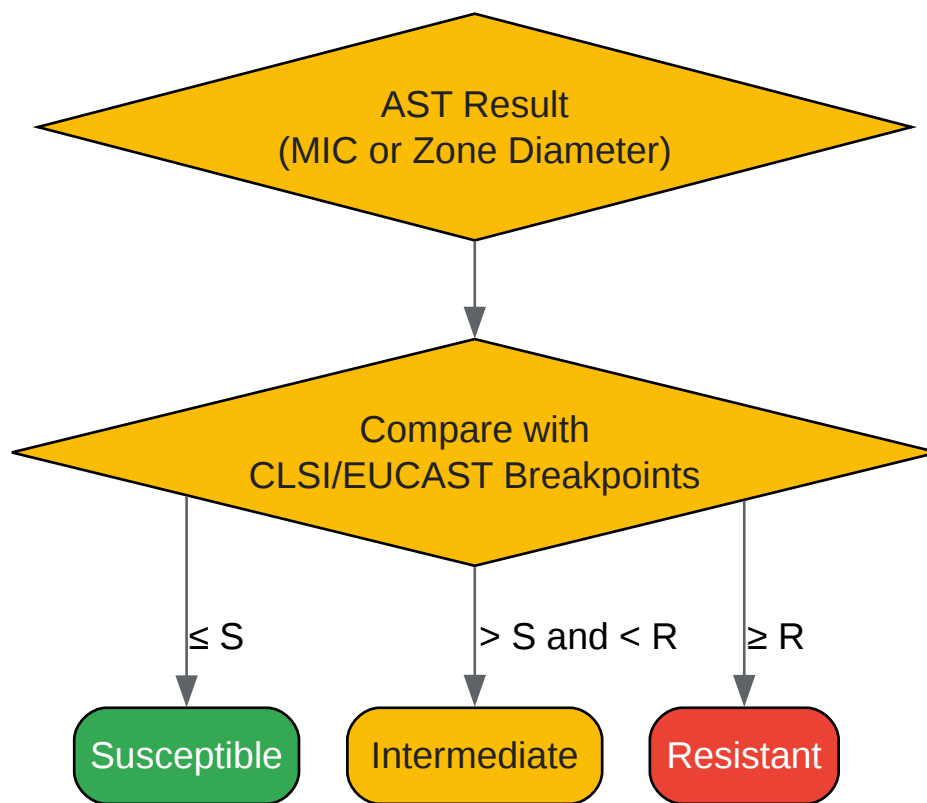 AST Result
(MIC or Zone Diameter)
Compare with
CLSI/EUCAST Breakpoints
≤ S
> S and < R
≥ R
Susceptible
Intermediate
Resistant